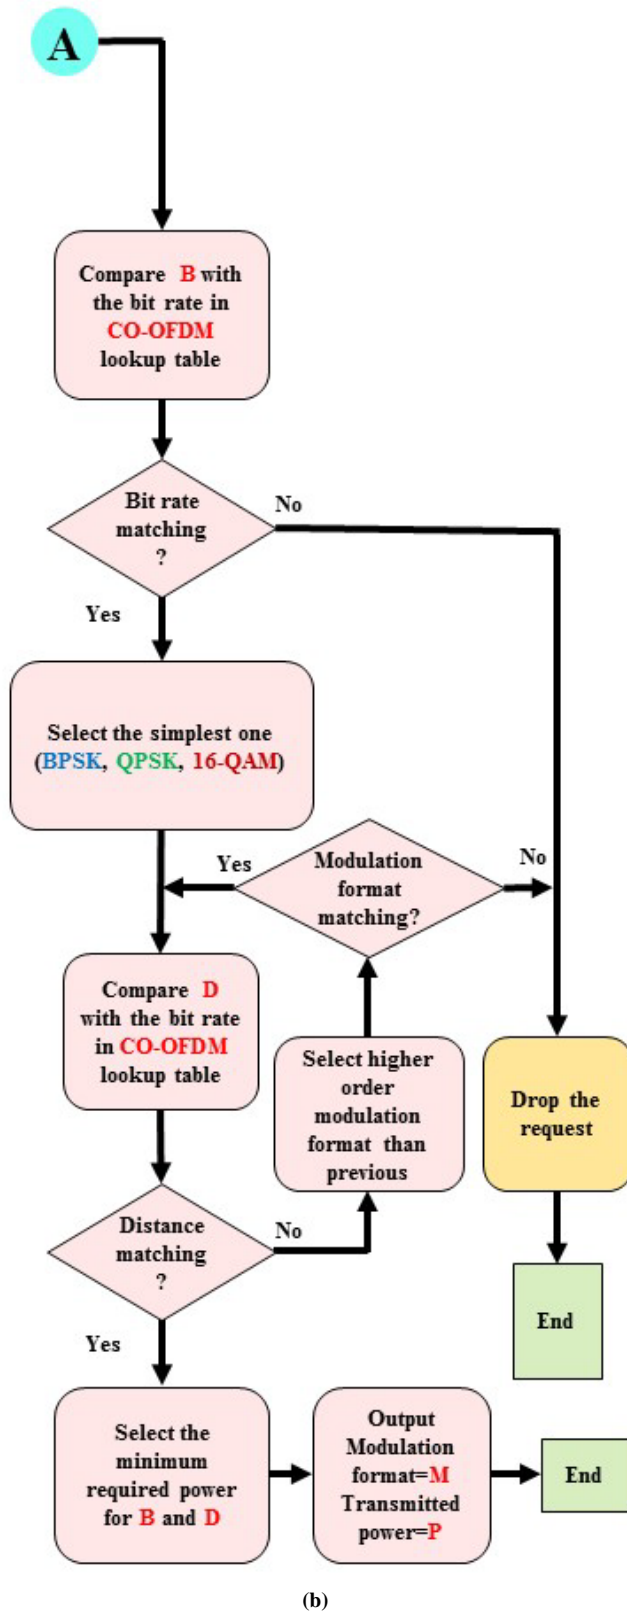 A
Compare B with
the bit rate in
CO-OFDM
lookup table
Bit rate
matching
?
No
Yes
Select the simplest one
(BPSK, QPSK, 16-QAM)
Yes
Modulation
format
matching?
No
Compare D
with the bit rate
in CO-OFDM
lookup table
Select higher
order
modulation
format than
previous
Drop the
request
Distance
matching
?
No
End
Yes
Select the
minimum
required power
for B and D
Output
Modulation
format=M
Transmitted
power=P
End
(b)